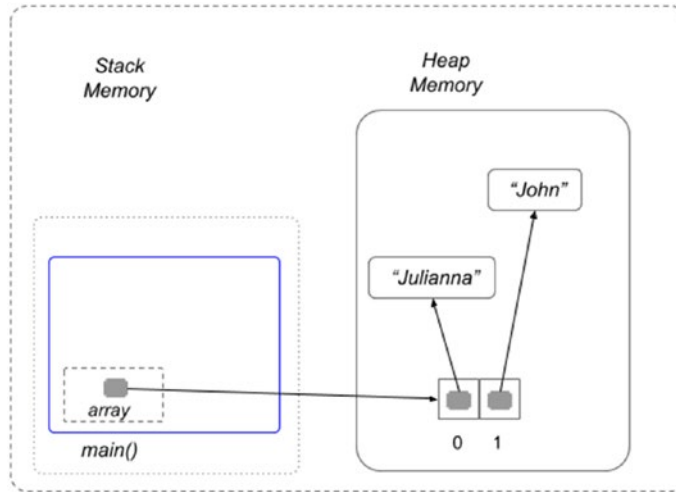 Stack
Memory
Heap
Memory
“John”
“Julianna”
array
main()
0 1